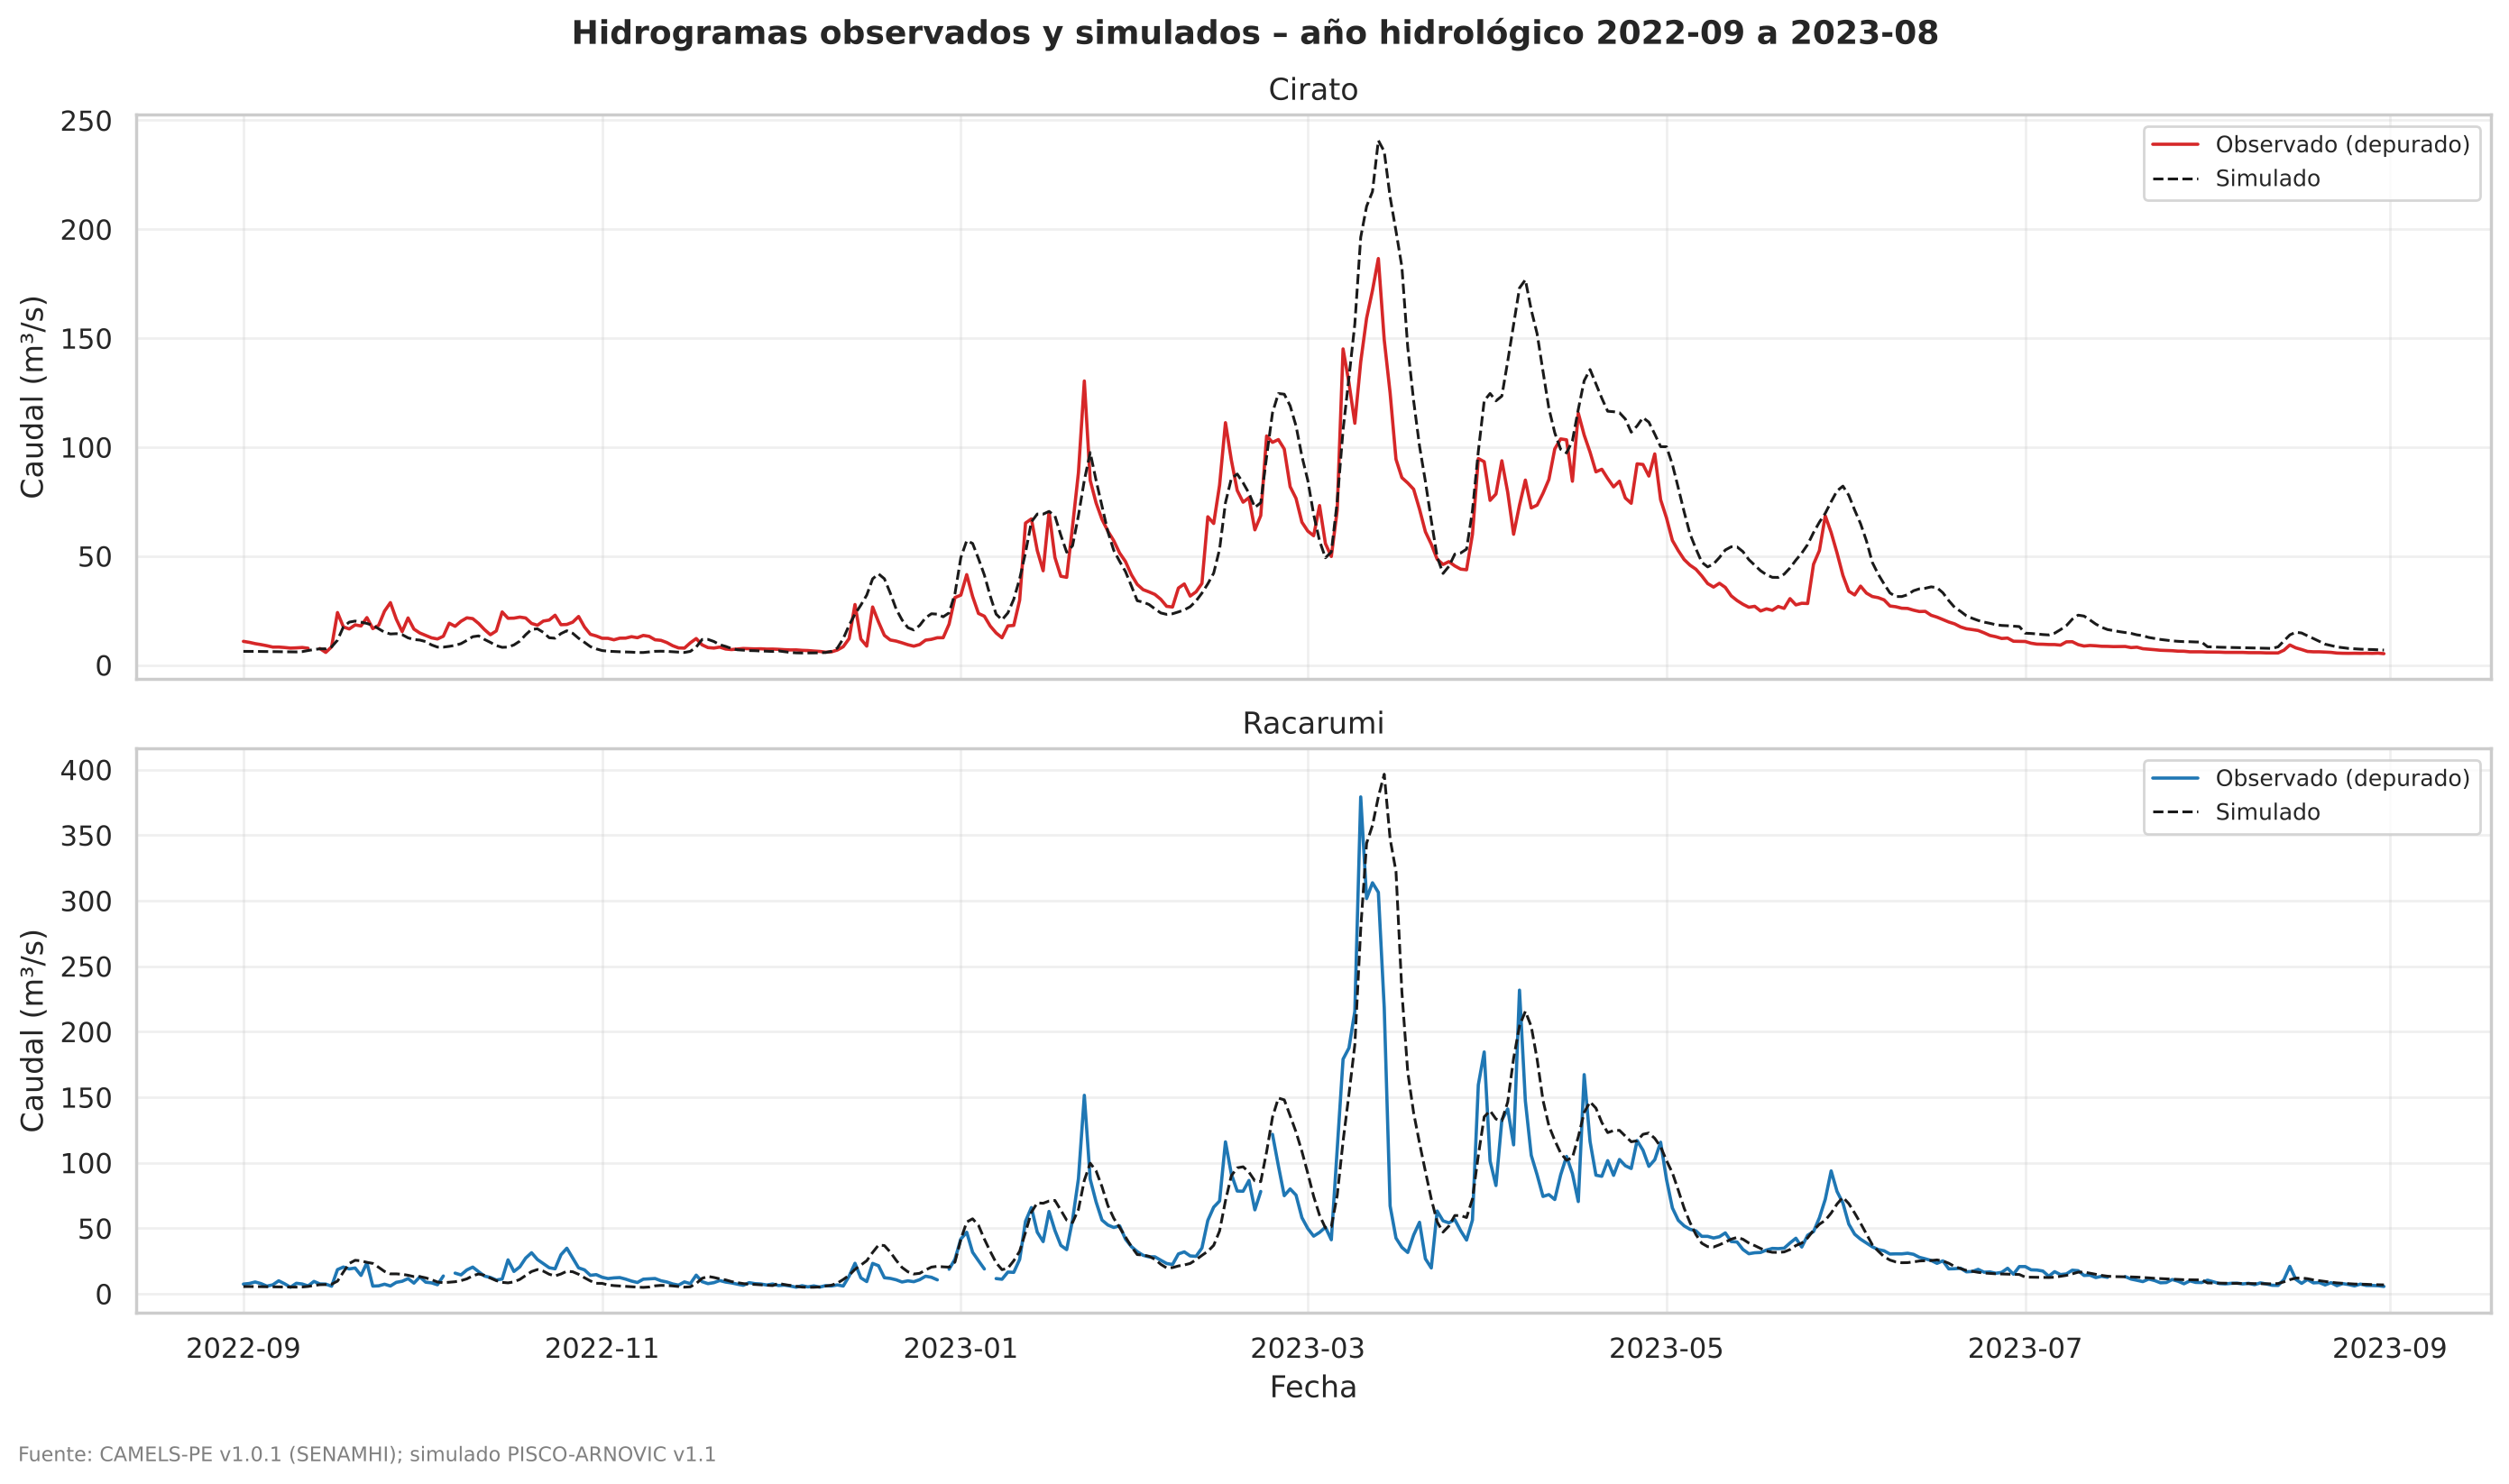 Hidrogramas observados y simulados – año hidrológico 2022-09 a 2023-08
Cirato
250
200
150
100
50
0
Caudal (m³/s)
Observado (depurado)
Simulado
Racarumi
400
350
300
250
200
150
100
50
0
Caudal (m³/s)
Observado (depurado)
Simulado
2022-09 2022-11 2023-01 2023-03 2023-05 2023-07 2023-09
Fecha
Fuente: CAMELS-PE v1.0.1 (SENAMHI); simulado PISCO-ARNOVIC v1.1